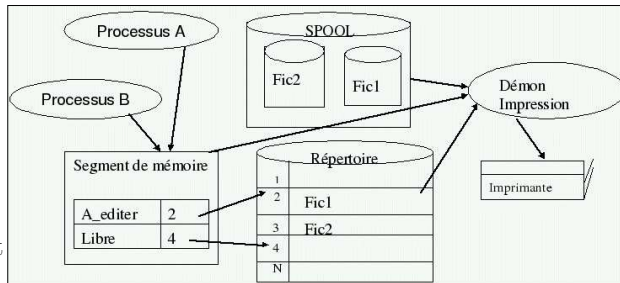 Processus A
SPOOL
Fic2
Fic1
Processus B
Démon
Impression
Segment de mémoire
Répertoire
Imprimante
A_editer 2
Libre 4
1
2 Fic1
3 Fic2
4
N